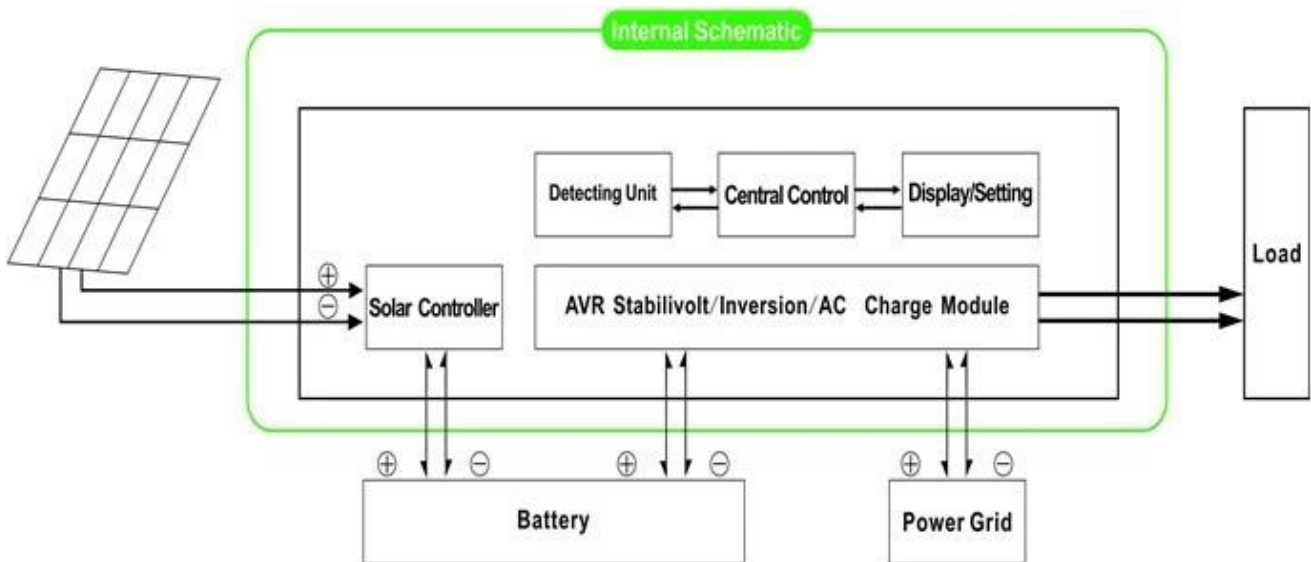 Internal Schematic
Detecting Unit
Central Control
Display/Setting
Load
⊕
⊖
Solar Controller
AVR Stabilivolt/Inversion/AC Charge Module
⊕ ⊖ ⊕ ⊖ ⊕ ⊖
Battery
Power Grid